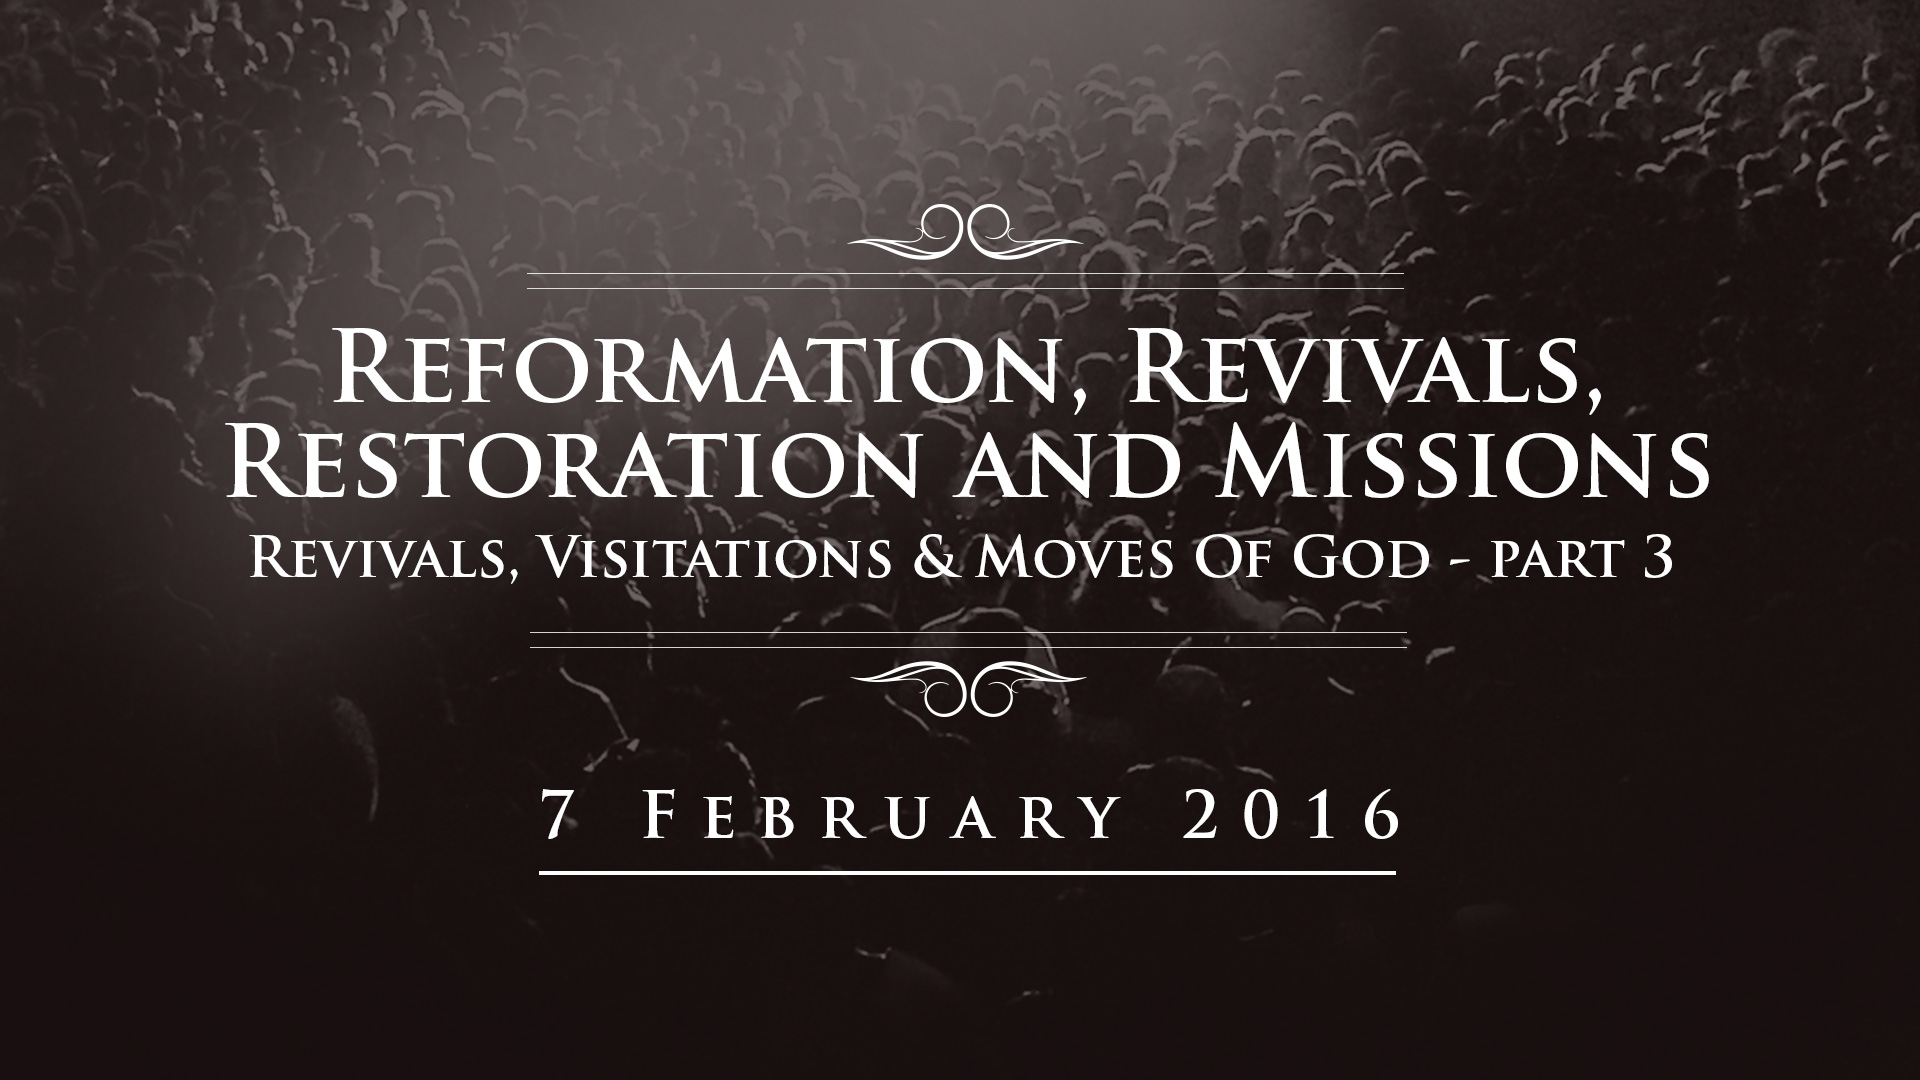 Reformation, Revivals,
Restoration and Missions
Revivals, Visitations & Moves Of God - part 3
7 February 2016